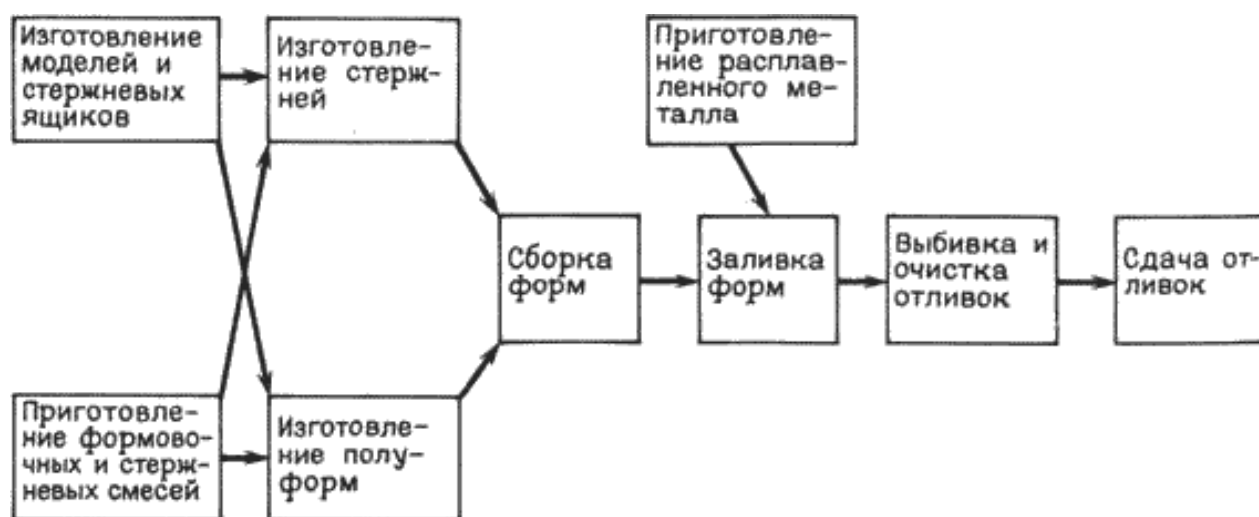 Изготовление
моделей и
стержневых
ящиков
Изготовле-
ние стерж-
ней
Приготовле-
ние расплав-
ленного ме-
талла
Сборка
форм
Заливка
форм
Выбивка и
очистка
отливок
Сдача от-
ливок
Приготовле-
ние формово-
чных и стерж-
невых смесей
Изготовле-
ние полу-
форм